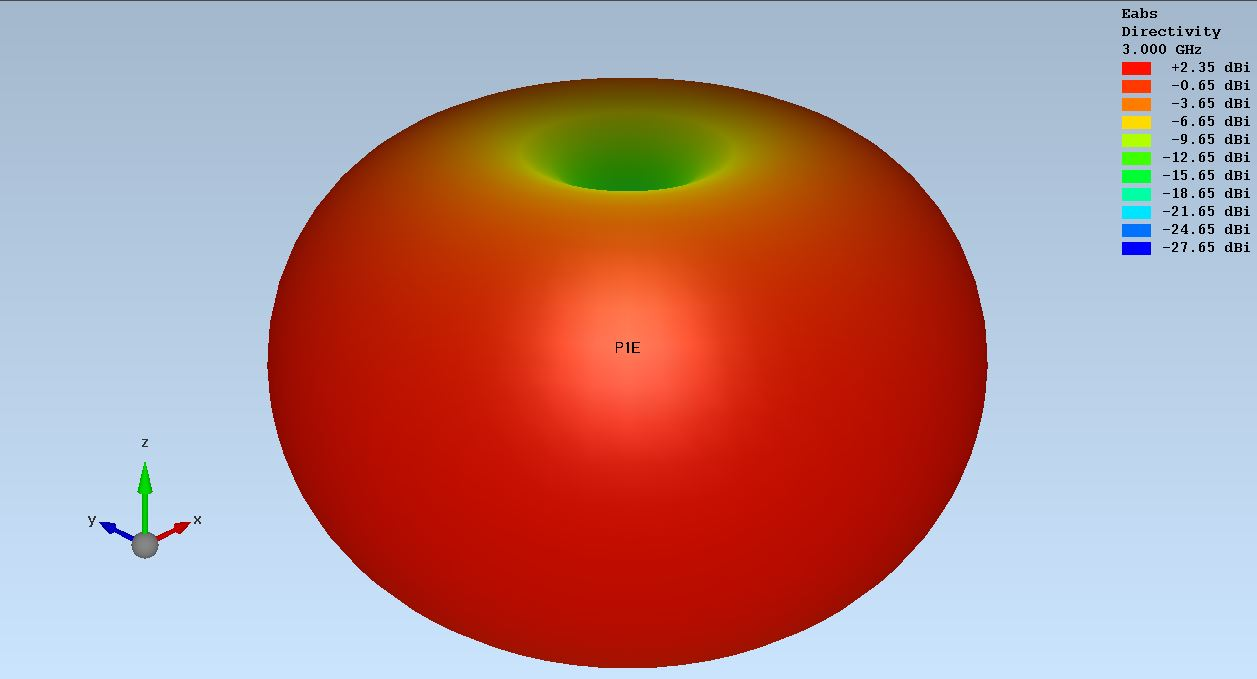 Eabs
Directivity
3.000 GHz
+2.35 dBi
-0.65 dBi
-3.65 dBi
-6.65 dBi
-9.65 dBi
-12.65 dBi
-15.65 dBi
-18.65 dBi
-21.65 dBi
-24.65 dBi
-27.65 dBi
P1E
z
y
x